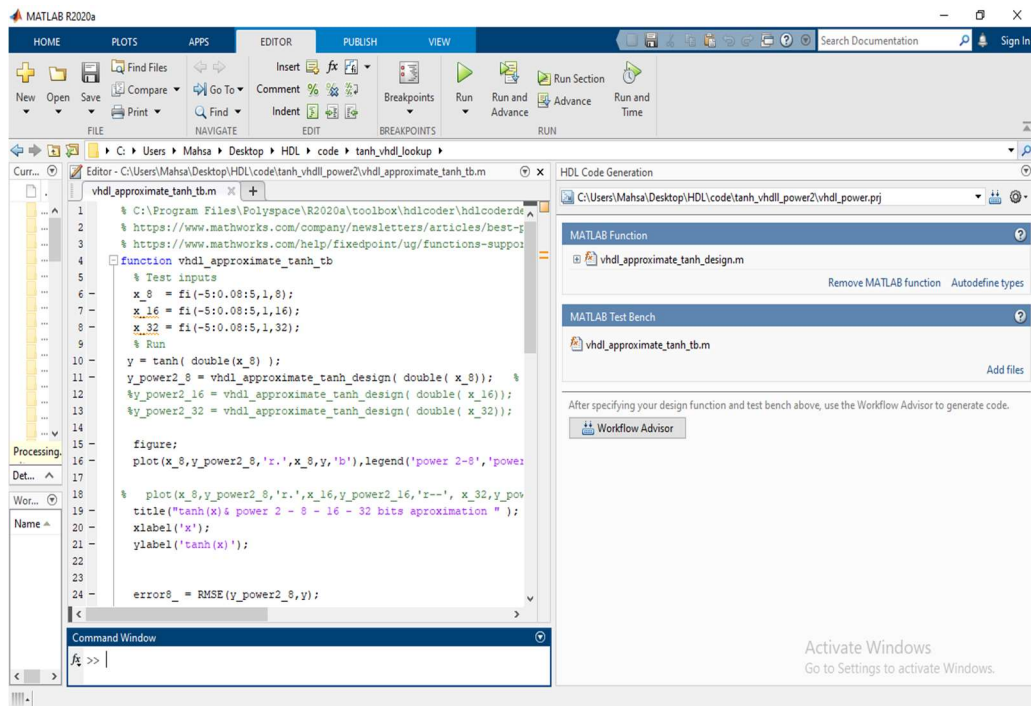 MATLAB R2020a
HOME PLOTS APPS EDITOR PUBLISH VIEW Search Documentation Sign In
New Open Save Find Files Compare Print
Go To Find
Insert fx
Comment %
Indent
Breakpoints
Run Run and Advance Run Section Advance Run and Time
FILE NAVIGATE EDIT BREAKPOINTS RUN
C: Users Mahsa Desktop HDL code tanh_vhdl_lookup
Curr...
Editor - C:\Users\Mahsa\Desktop\HDL\code\tanh_vhdll_power2\vhdl_approximate_tanh_tb.m
vhdl_approximate_tanh_tb.m
1 % C:\Program Files\Polyspace\R2020a\toolbox\hdlcoder\hdlcoderde
2 % https://www.mathworks.com/company/newsletters/articles/best-p
3 % https://www.mathworks.com/help/fixedpoint/ug/functions-suppor
4 function vhdl_approximate_tanh_tb
5 % Test inputs
6 - x_8 = fi(-5:0.08:5,1,8);
7 - x_16 = fi(-5:0.08:5,1,16);
8 - x_32 = fi(-5:0.08:5,1,32);
9 % Run
10 - y = tanh( double(x_8) );
11 - y_power2_8 = vhdl_approximate_tanh_design( double( x_8)); %
12 %y_power2_16 = vhdl_approximate_tanh_design( double( x_16));
13 %y_power2_32 = vhdl_approximate_tanh_design( double( x_32));
14
15 - figure;
16 - plot(x_8,y_power2_8,'r.',x_8,y,'b'),legend('power 2-8','power
17
18 % plot(x_8,y_power2_8,'r.',x_16,y_power2_16,'r--', x_32,y_pow
19 - title("tanh(x)& power 2 - 8 - 16 - 32 bits aproximation " );
20 - xlabel('x');
21 - ylabel('tanh(x)');
22
23
24 - error8_ = RMSE(y_power2_8,y);
Processing.
Det...
Wor...
Name
Command Window
fx >>
HDL Code Generation
C:\Users\Mahsa\Desktop\HDL\code\tanh_vhdll_power2\vhdl_power.prj
MATLAB Function
vhdl_approximate_tanh_design.m
Remove MATLAB function Autodefine types
MATLAB Test Bench
vhdl_approximate_tanh_tb.m
Add files
After specifying your design function and test bench above, use the Workflow Advisor to generate code.
Workflow Advisor
Activate Windows
Go to Settings to activate Windows.